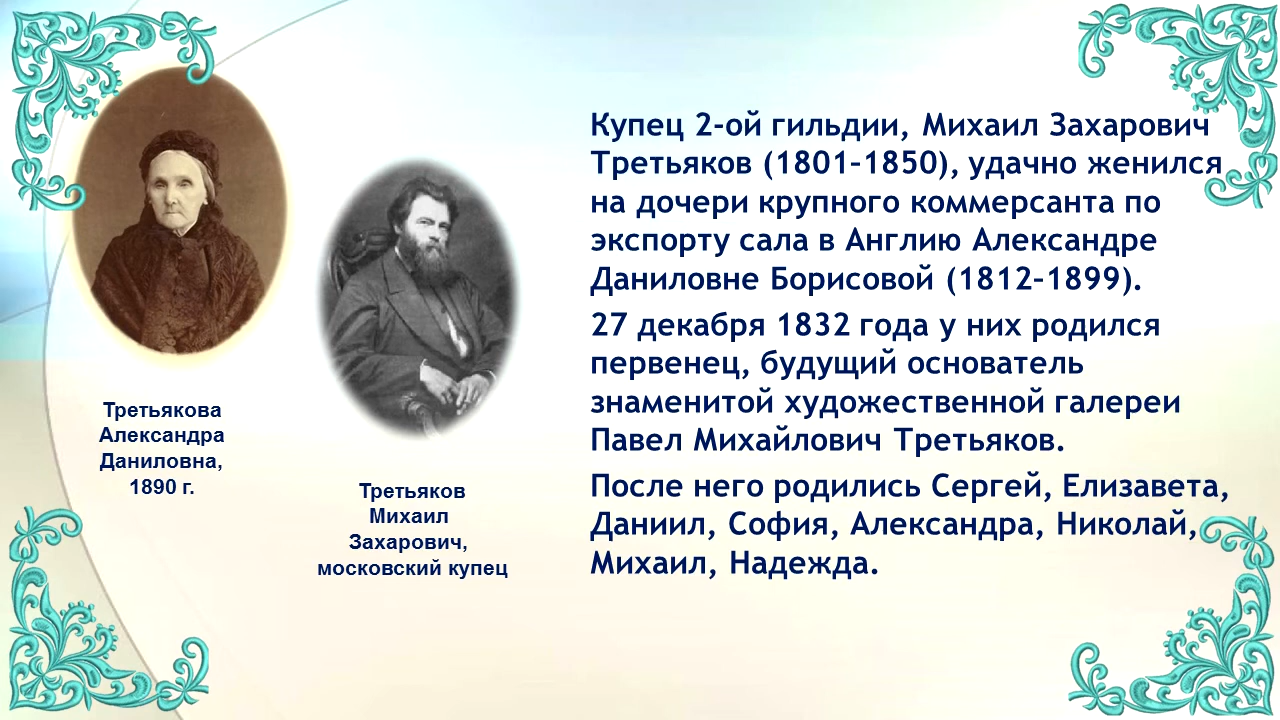 Купец 2-ой гильдии, Михаил Захарович
Третьяков (1801–1850), удачно женился
на дочери крупного коммерсанта по
экспорту сала в Англию Александре
Даниловне Борисовой (1812–1899).
27 декабря 1832 года у них родился
первенец, будущий основатель
знаменитой художественной галереи
Павел Михайлович Третьяков.
После него родились Сергей, Елизавета,
Даниил, София, Александра, Николай,
Михаил, Надежда.
Третьякова
Александра
Даниловна,
1890 г.
Третьяков
Михаил
Захарович,
московский купец